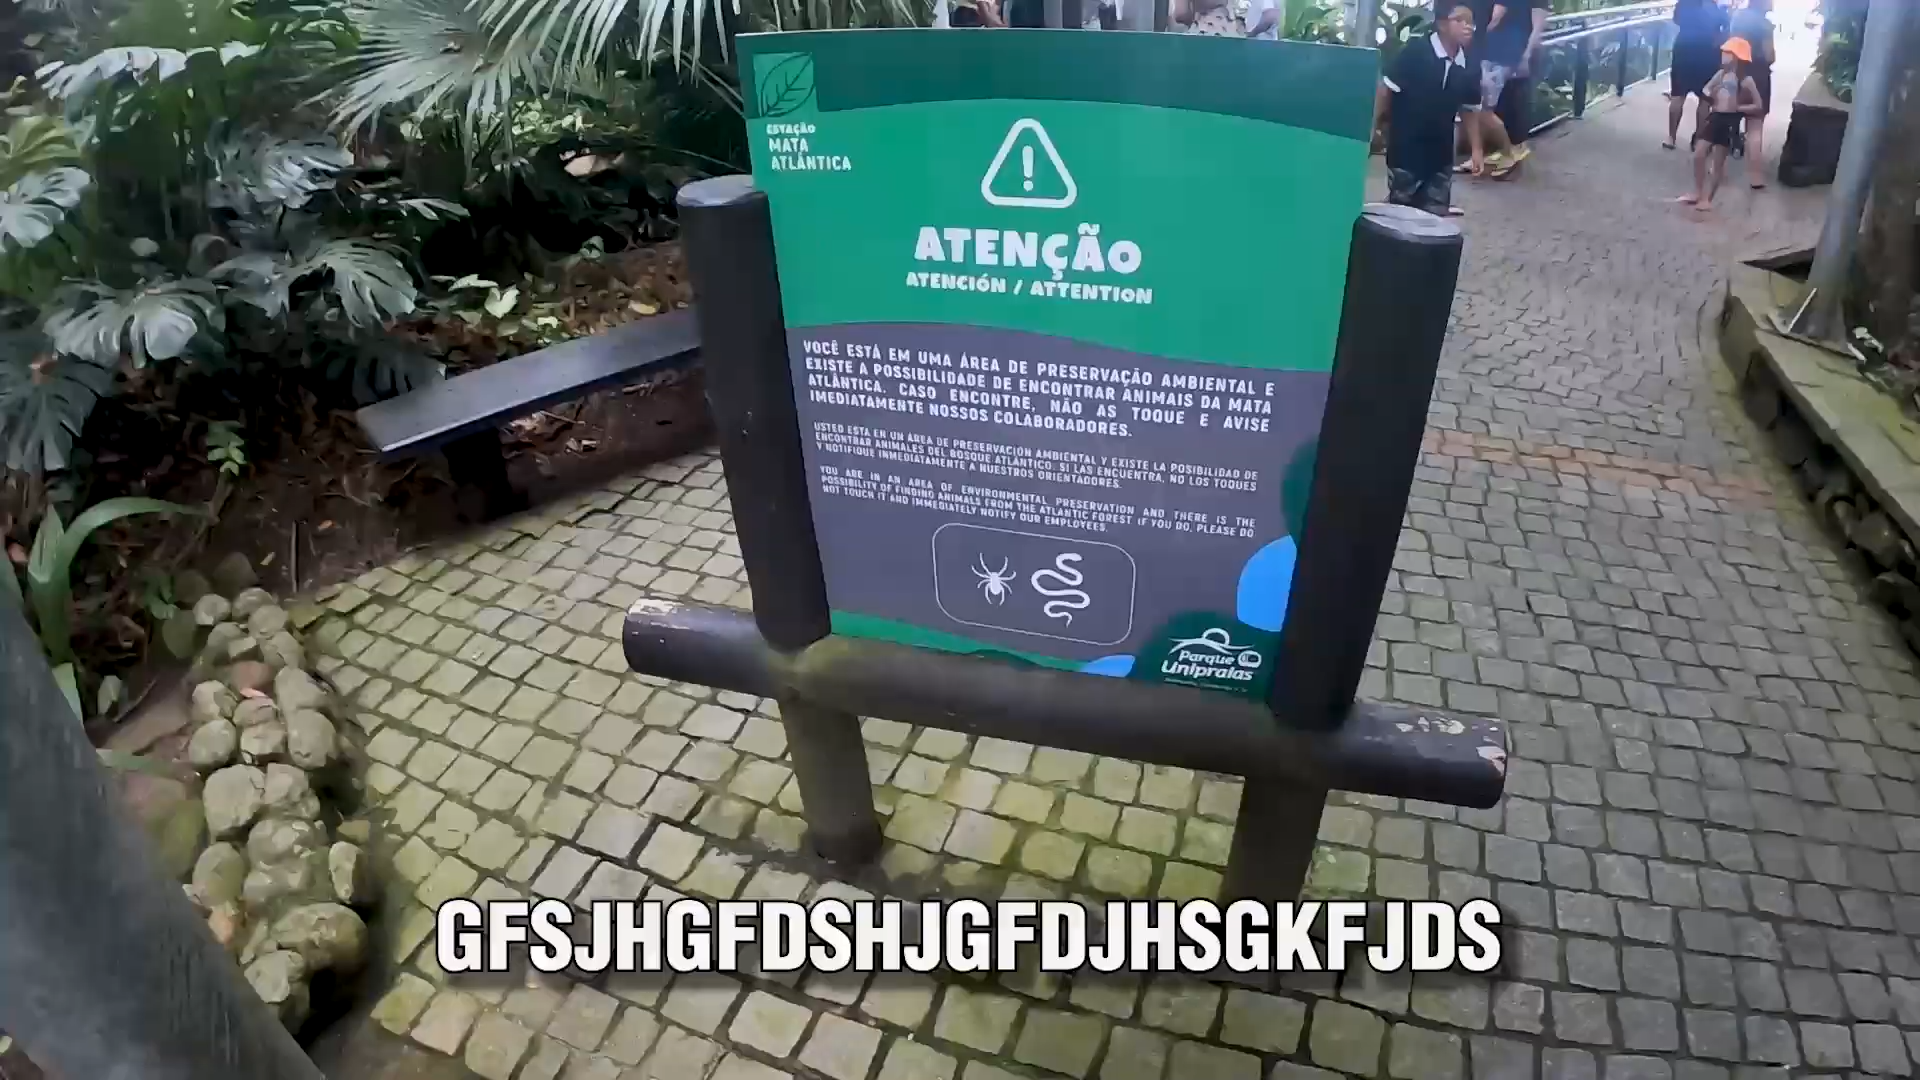 ESTAÇÃO
MATA
ATLÂNTICA
ATENÇÃO
ATENCIÓN / ATTENTION
VOCÊ ESTÁ EM UMA ÁREA DE PRESERVAÇÃO AMBIENTAL E
EXISTE A POSSIBILIDADE DE ENCONTRAR ANIMAIS DA MATA
ATLÂNTICA. CASO ENCONTRE, NÃO AS TOQUE E AVISE
IMEDIATAMENTE NOSSOS COLABORADORES.
USTED ESTA EN UN AREA DE PRESERVACIÓN AMBIENTAL Y EXISTE LA POSIBILIDAD DE
ENCONTRAR ANIMALES DEL BOSQUE ATLÁNTICO. SI LAS ENCUENTRA, NO LOS TOQUES
Y NOTIFIQUE INMEDIATAMENTE A NUESTROS ORIENTADORES.
YOU ARE IN AN AREA OF ENVIRONMENTAL PRESERVATION AND THERE IS THE
POSSIBILITY OF FINDING ANIMALS FROM THE ATLANTIC FOREST. IF YOU DO, PLEASE DO
NOT TOUCH IT AND IMMEDIATELY NOTIFY OUR EMPLOYEES.
Parque
Unipraias
GFSJHGFDSHJGFDJHSGKFJDS